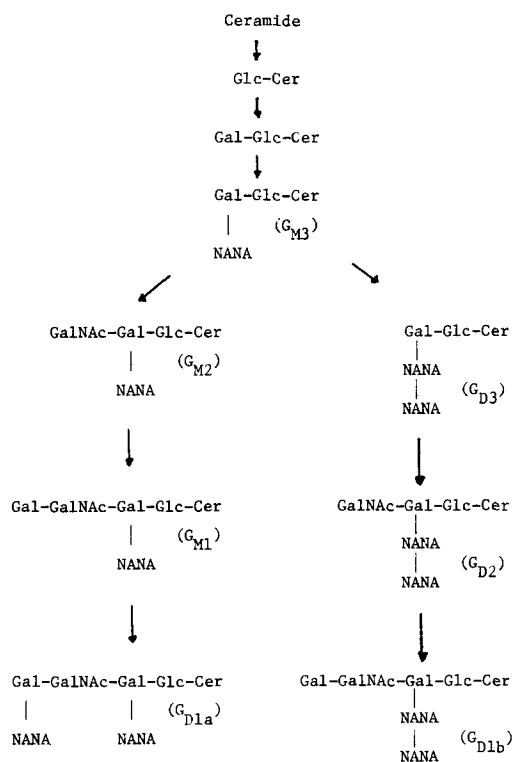 Ceramide
Glc-Cer
Gal-Glc-Cer
Gal-Glc-Cer
(GM3)
NANA
GalNAc-Gal-Glc-Cer
(GM2)
NANA
Gal-GalNAc-Gal-Glc-Cer
(GM1)
NANA
Gal-GalNAc-Gal-Glc-Cer
(GD1a)
NANA NANA
Gal-Glc-Cer
NANA
(GD3)
NANA
GalNAc-Gal-Glc-Cer
NANA
(GD2)
NANA
Gal-GalNAc-Gal-Glc-Cer
NANA
(GD1b)
NANA